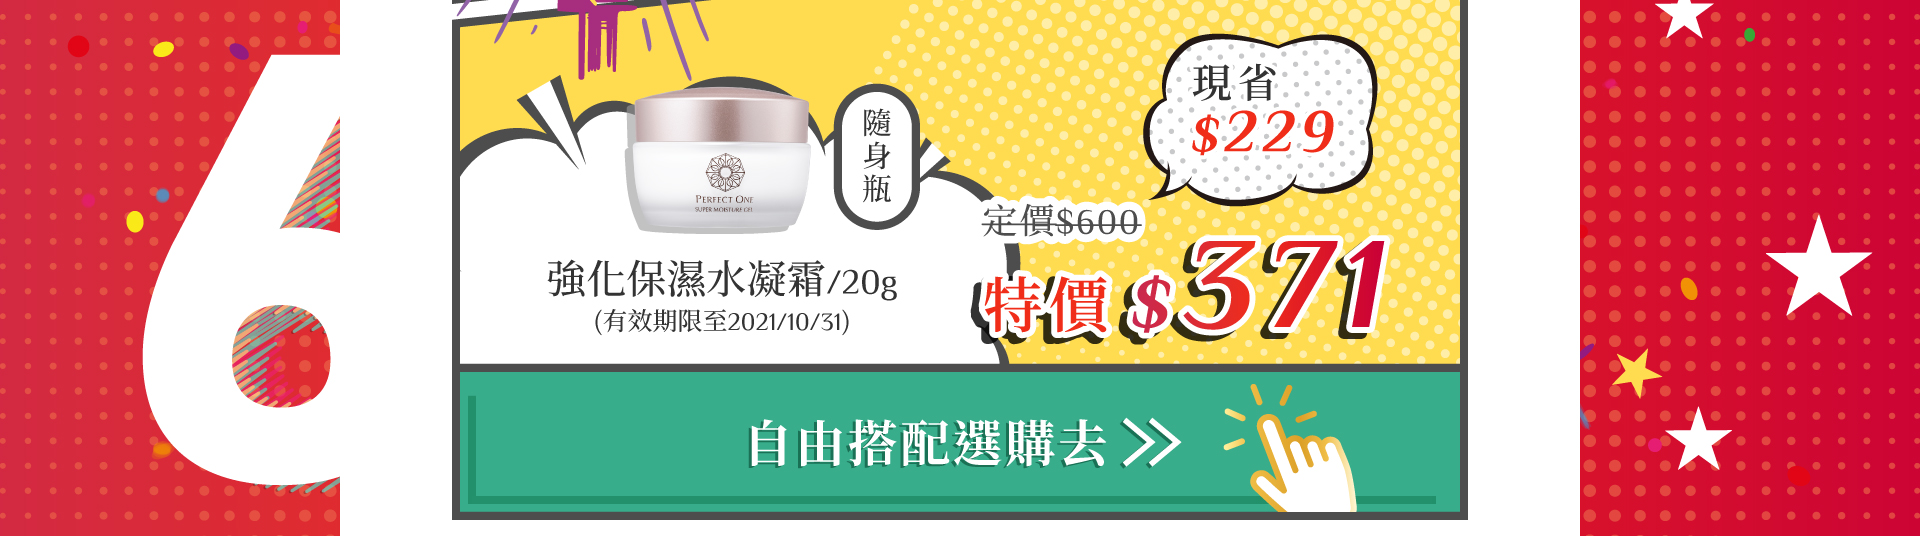 6
現省
$229
隨身瓶
PERFECT ONE
SUPER MOISTURE GEL
定價$600
特價$371
強化保濕水凝霜/20g
(有效期限至2021/10/31)
自由搭配選購去